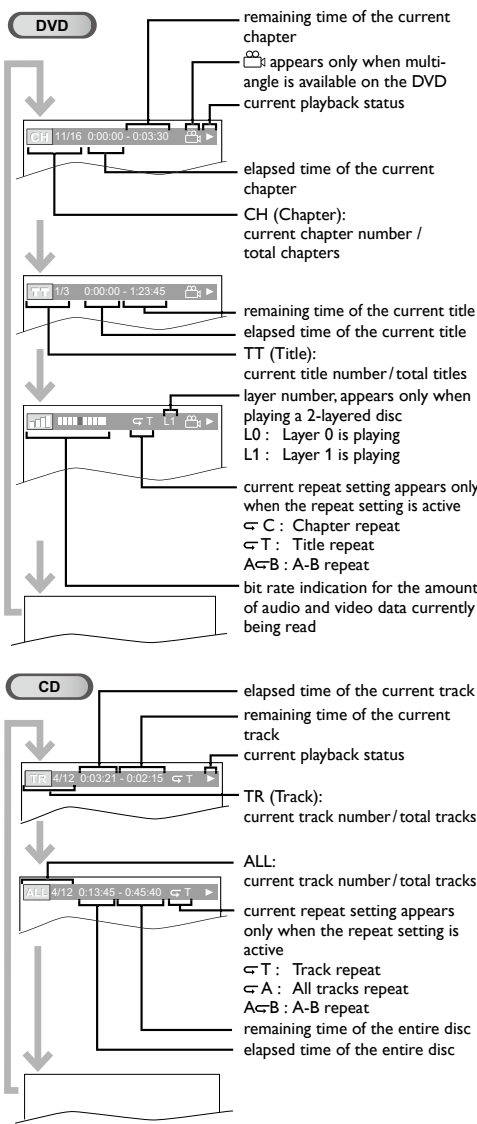 DVD
remaining time of the current
chapter
appears only when multi-
angle is available on the DVD
current playback status
CH 11/16 0:00:00 - 0:03:30
elapsed time of the current
chapter
CH (Chapter):
current chapter number /
total chapters
TT 1/3 0:00:00 - 1:23:45
remaining time of the current title
elapsed time of the current title
TT (Title):
current title number / total titles
layer number, appears only when
playing a 2-layered disc
L0 : Layer 0 is playing
T L1
L1 : Layer 1 is playing
current repeat setting appears only
when the repeat setting is active
C : Chapter repeat
T : Title repeat
A B : A-B repeat
bit rate indication for the amount
of audio and video data currently
being read
CD
elapsed time of the current track
remaining time of the current
track
current playback status
TR 4/12 0:03:21 - 0:02:15 T
TR (Track):
current track number / total tracks
ALL:
current track number / total tracks
ALL 4/12 0:13:45 - 0:45:40 T
current repeat setting appears
only when the repeat setting is
active
T : Track repeat
A : All tracks repeat
A B : A-B repeat
remaining time of the entire disc
elapsed time of the entire disc